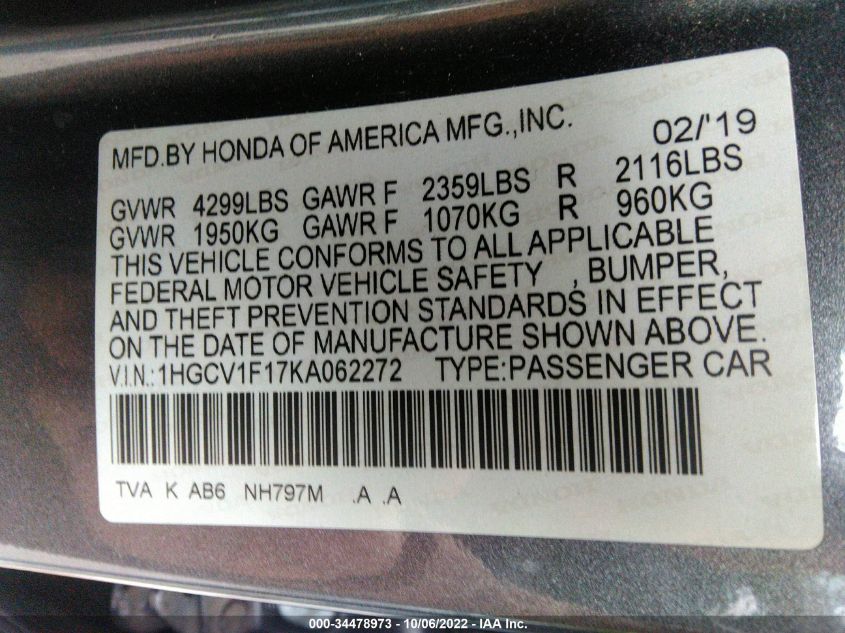 MFD.BY HONDA OF AMERICA MFG.,INC. 02/'19
GVWR 4299LBS GAWR F 2359LBS R 2116LBS
GVWR 1950KG GAWR F 1070KG R 960KG
THIS VEHICLE CONFORMS TO ALL APPLICABLE
FEDERAL MOTOR VEHICLE SAFETY , BUMPER,
AND THEFT PREVENTION STANDARDS IN EFFECT
ON THE DATE OF MANUFACTURE SHOWN ABOVE.
V.I.N.:1HGCV1F17KA062272 TYPE:PASSENGER CAR
TVA K AB6 NH797M .A .A
000-34478973 - 10/06/2022 - IAA Inc.